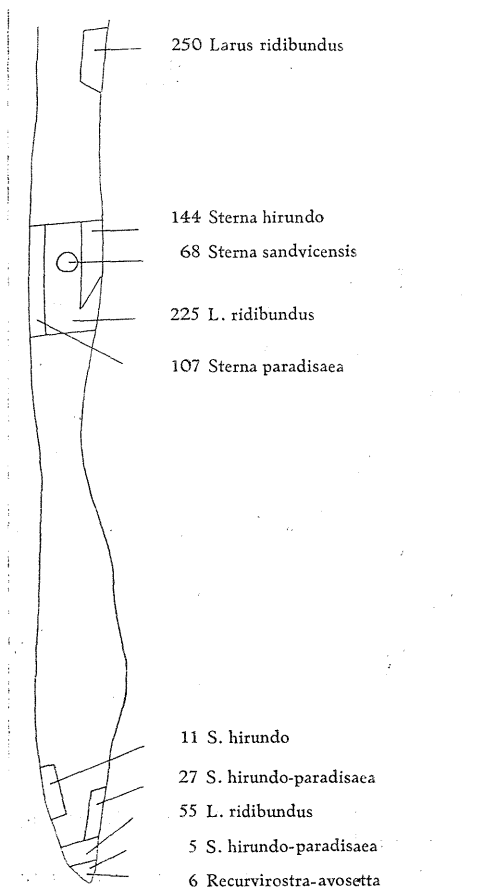 250 Larus ridibundus
144 Sterna hirundo
68 Sterna sandvicensis
225 L. ridibundus
107 Sterna paradisaea
11 S. hirundo
27 S. hirundo-paradisaea
55 L. ridibundus
5 S. hirundo-paradisaea
6 Recurvirostra-avosetta